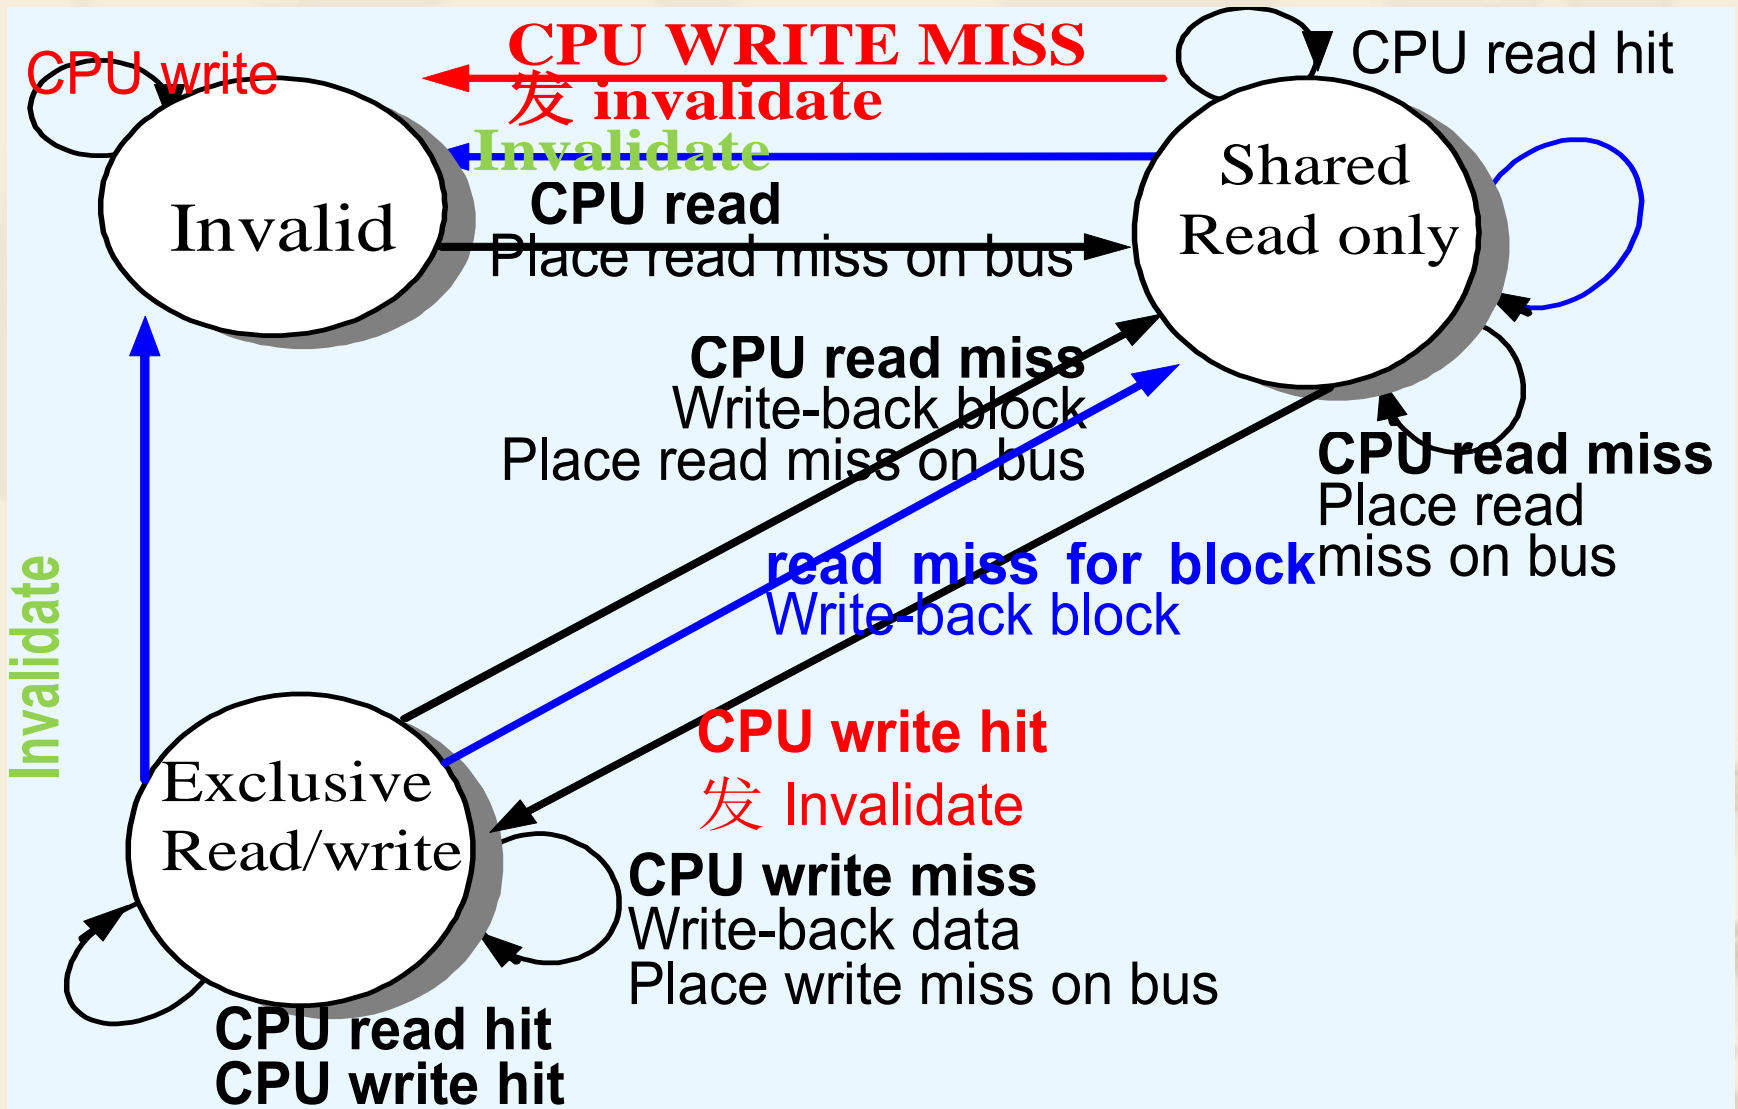 CPU write
CPU WRITE MISS
发 invalidate
Invalidate
CPU read hit
Shared
Read only
Invalid
CPU read
Place read miss on bus
CPU read miss
Write-back block
Place read miss on bus
CPU read miss
Place read
miss on bus
read miss for block
Write-back block
Invalidate
Exclusive
Read/write
CPU write hit
发 Invalidate
CPU write miss
Write-back data
Place write miss on bus
CPU read hit
CPU write hit